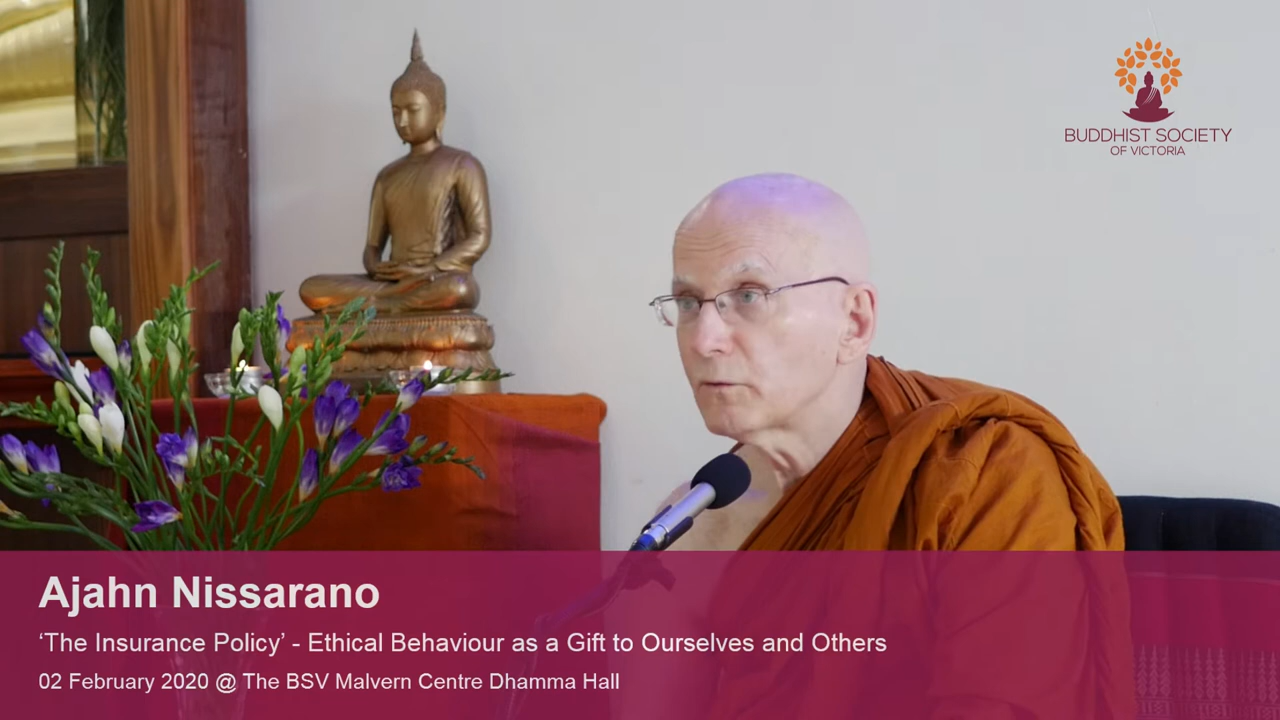 BUDDHIST SOCIETY
OF VICTORIA
Ajahn Nissarano
‘The Insurance Policy’ - Ethical Behaviour as a Gift to Ourselves and Others
02 February 2020 @ The BSV Malvern Centre Dhamma Hall